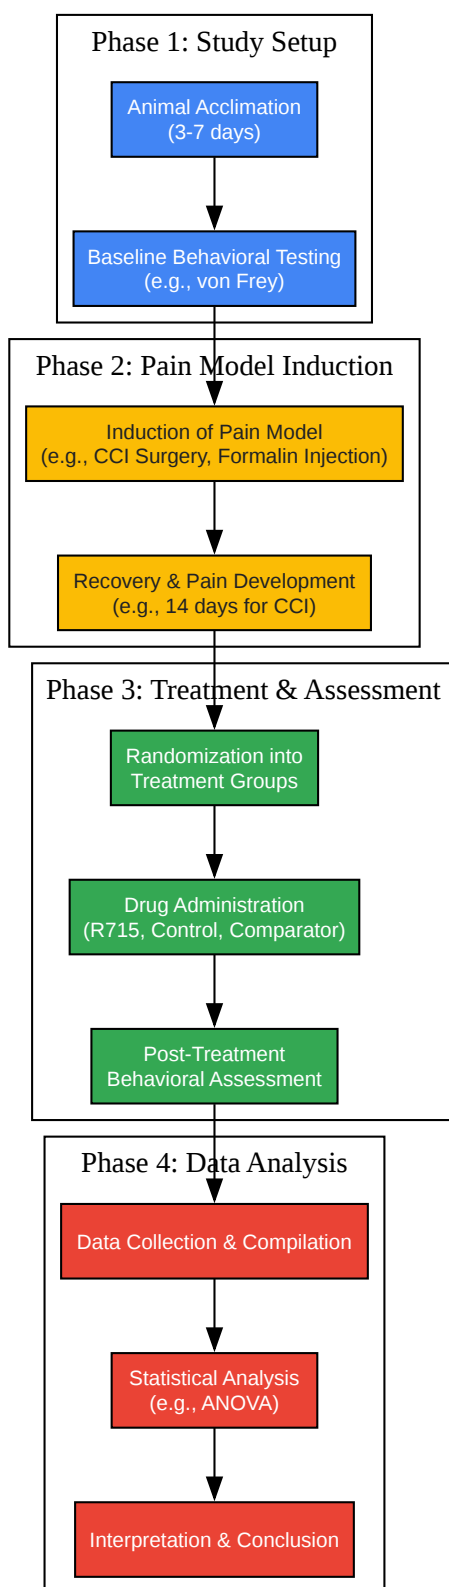 Phase 1: Study Setup
Animal Acclimation
(3-7 days)
Baseline Behavioral Testing
(e.g., von Frey)
Phase 2: Pain Model Induction
Induction of Pain Model
(e.g., CCI Surgery, Formalin Injection)
Recovery & Pain Development
(e.g., 14 days for CCI)
Phase 3: Treatment & Assessment
Randomization into
Treatment Groups
Drug Administration
(R715, Control, Comparator)
Post-Treatment
Behavioral Assessment
Phase 4: Data Analysis
Data Collection & Compilation
Statistical Analysis
(e.g., ANOVA)
Interpretation & Conclusion